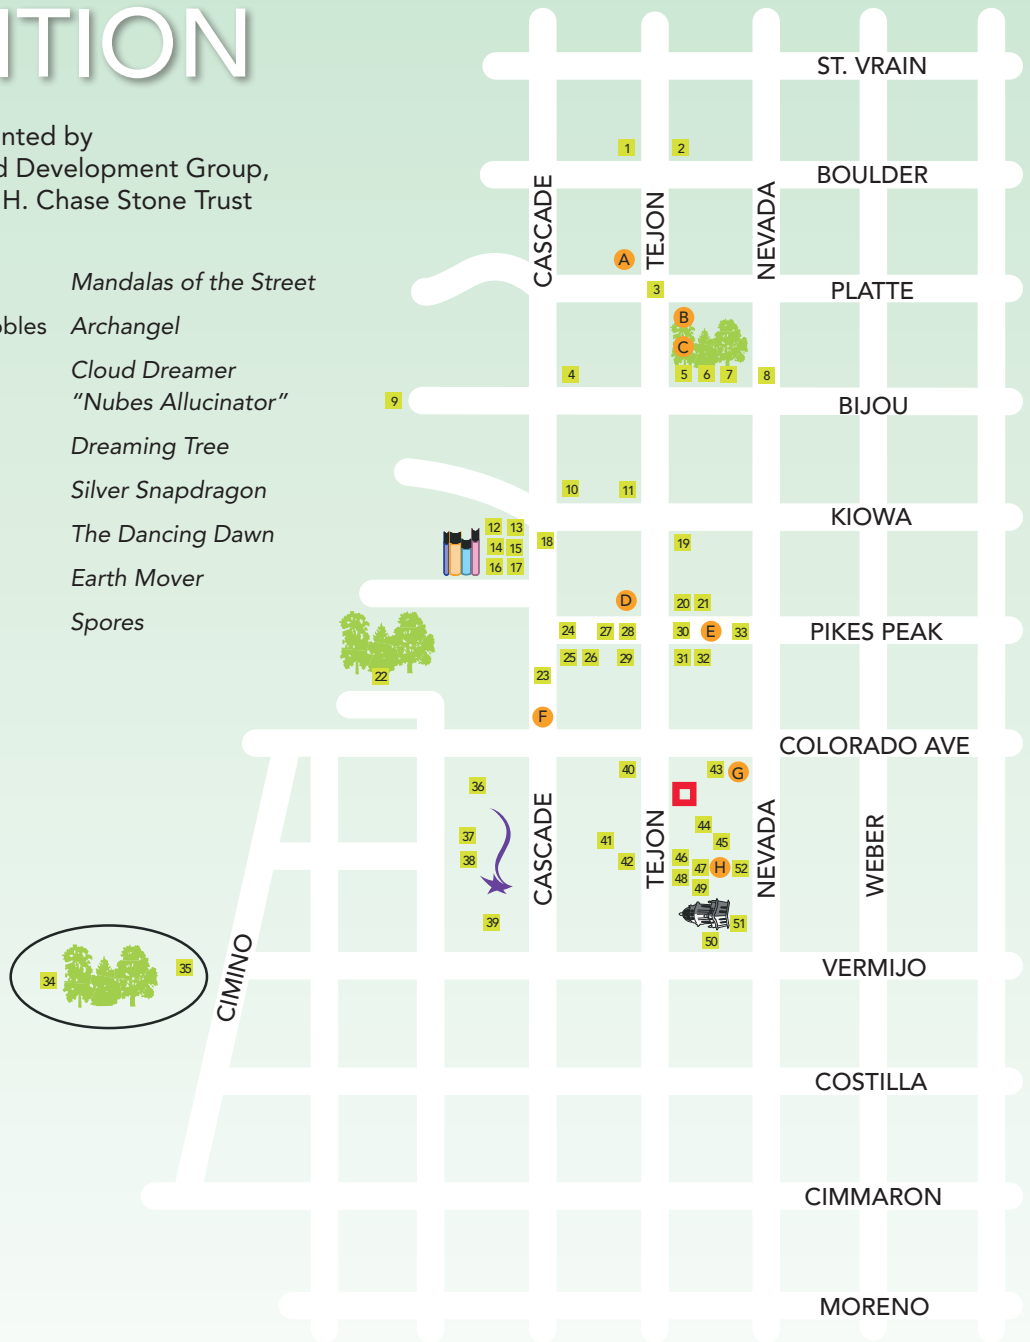 ITION
nted by
d Development Group,
H. Chase Stone Trust
Mandalas of the Street
obles Archangel
Cloud Dreamer
“Nubes Allucinator”
Dreaming Tree
Silver Snapdragon
The Dancing Dawn
Earth Mover
Spores
ST. VRAIN
1 2
BOULDER
CASCADE
TEJON
NEVADA
A
3
PLATTE
B
C
4 5 6 7 8
9
BIJOU
10 11
KIOWA
12 13
14 15
16 17
18
19
D
20 21
24 27 28 30 E 33
PIKES PEAK
25 26 29 31 32
22
23
F
COLORADO AVE
40 43 G
36
CASCADE
TEJON
NEVADA
WEBER
44
37
38
41
42
45
46
47 H 52
48
49
39
51
50
34
35
CIMINO
VERMIJO
COSTILLA
CIMMARON
MORENO